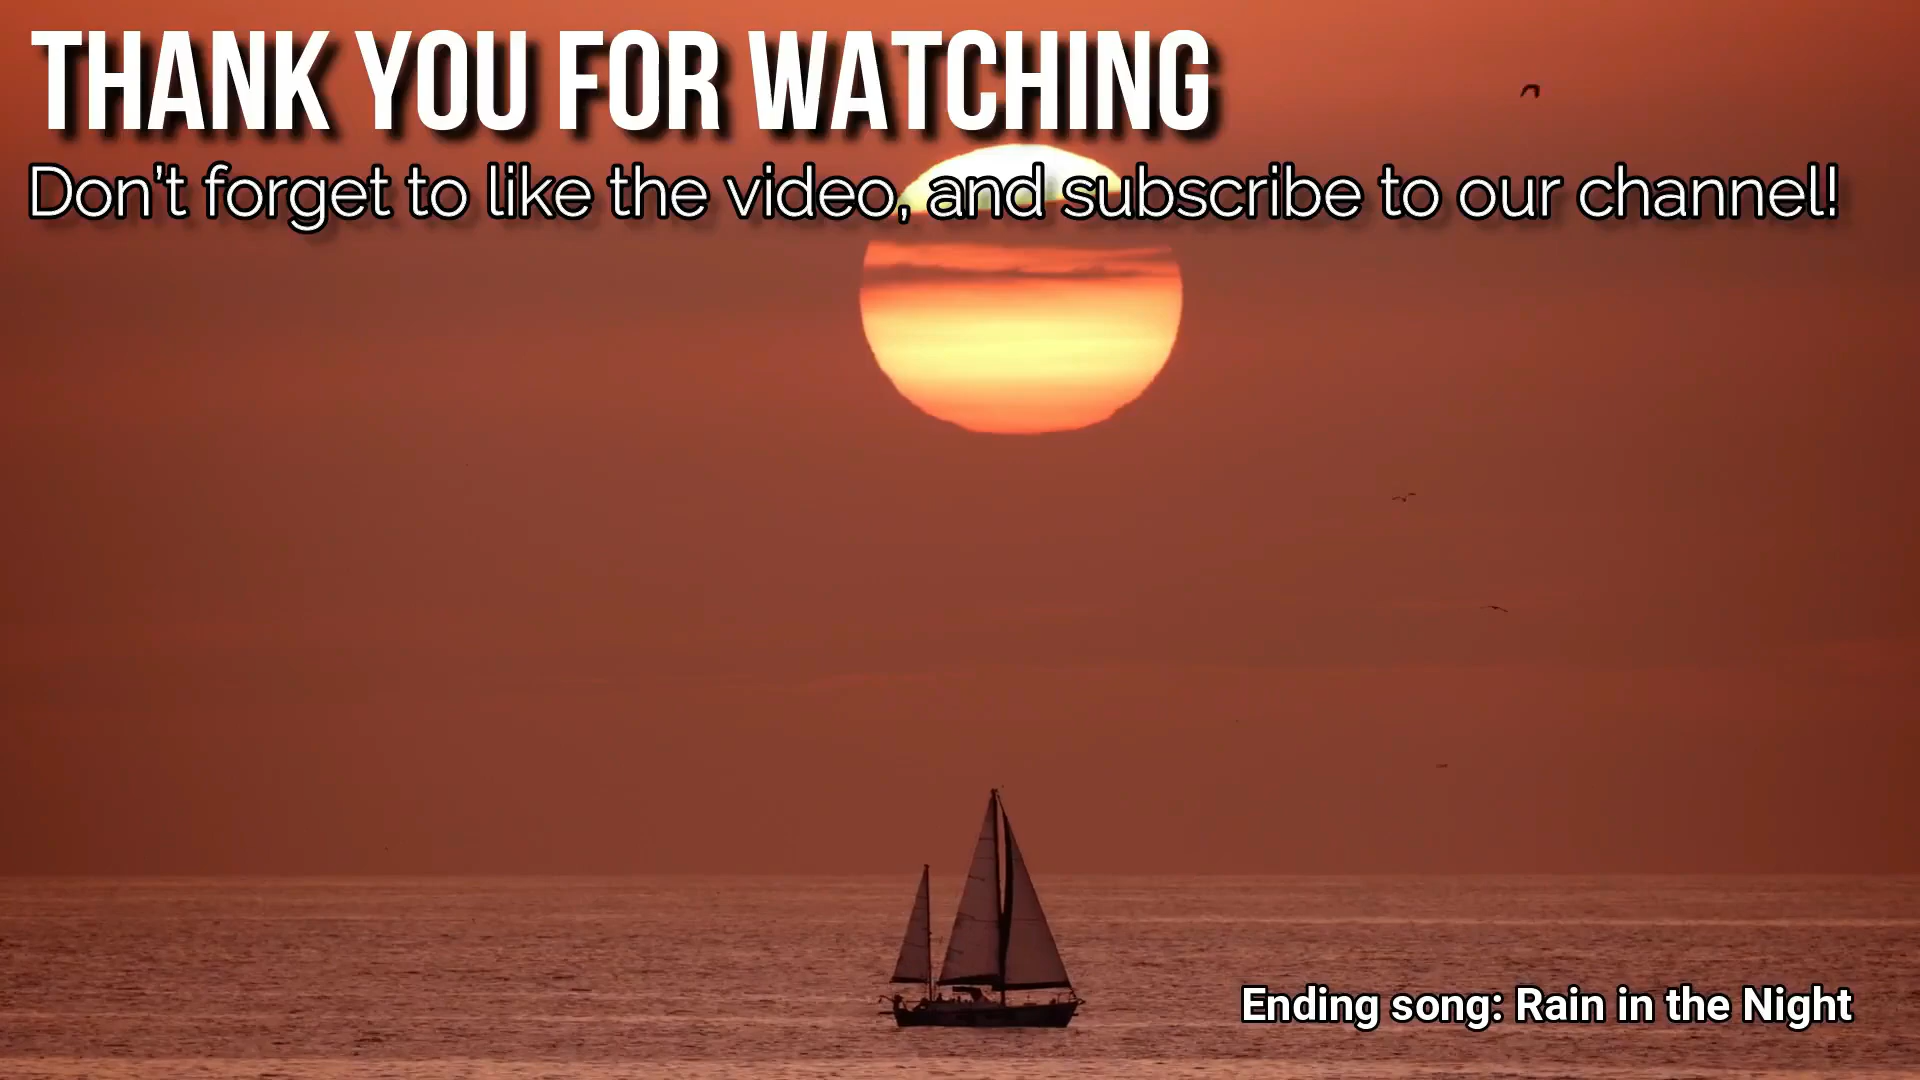 THANK YOU FOR WATCHING
Don't forget to like the video, and subscribe to our channel!
Ending song: Rain in the Night